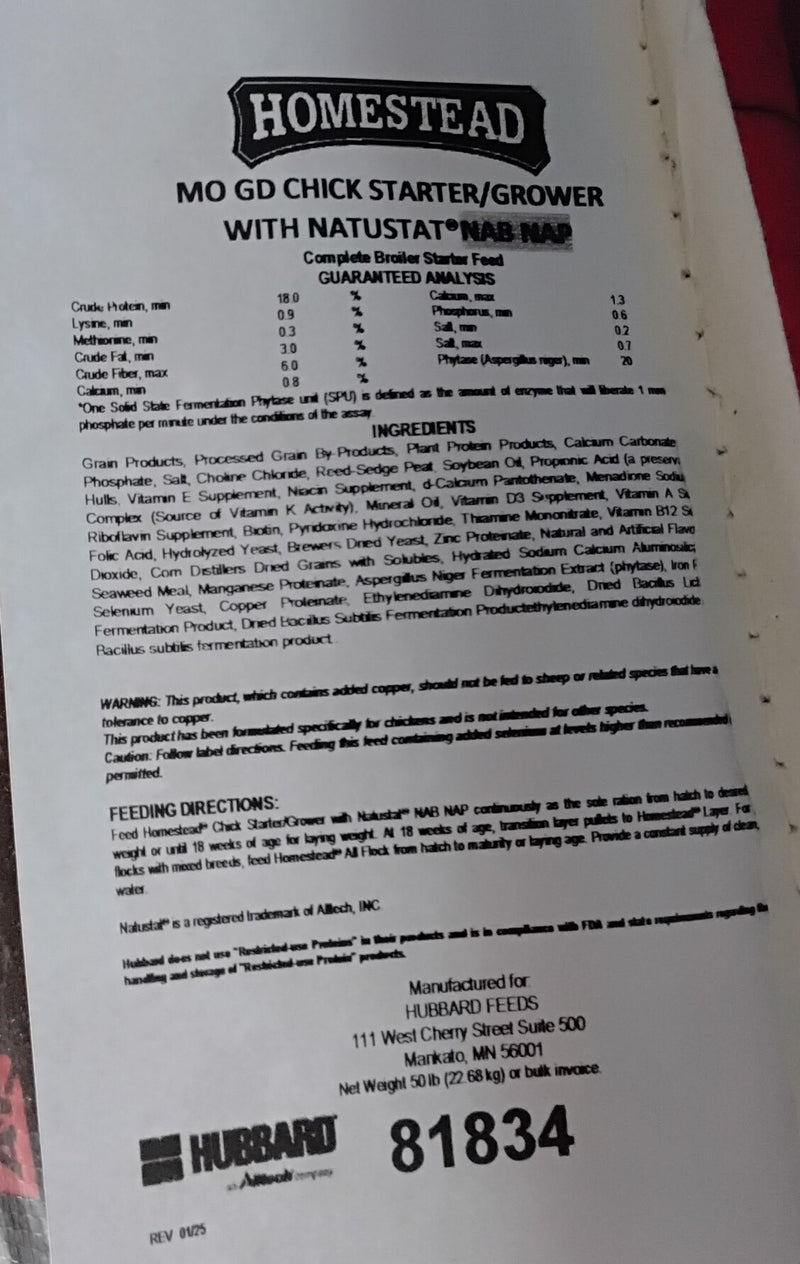 HOMESTEAD
MO GD CHICK STARTER/GROWER
WITH NATUSTAT® NAB NAP
Complete Broiler Starter Feed
GUARANTEED ANALYSIS
Crude Protein, min 18.0 % Calcium, max 1.3
Lysine, min 0.9 % Phosphorus, min 0.6
Methionine, min 0.3 % Salt, min 0.2
Crude Fat, min 3.0 % Salt, max 0.7
Crude Fiber, max 6.0 % Phytase (Aspergillus niger), min 20
Calcium, min 0.8 %
*One Solid State Fermentation Phytase unit (SPU) is defined as the amount of enzyme that will liberate 1
phosphate per minute under the conditions of the assay.
INGREDIENTS
Grain Products, Processed Grain By-Products, Plant Protein Products, Calcium Carbonate
Phosphate, Salt, Choline Chloride, Reed-Sedge Peat, Soybean Oil, Propionic Acid (a preserv
Hulls, Vitamin E Supplement, Niacin Supplement, d-Calcium Pantothenate, Menadione Sodiu
Complex (Source of Vitamin K Activity), Mineral Oil, Vitamin D3 Supplement, Vitamin A Su
Riboflavin Supplement, Biotin, Pyridoxine Hydrochloride, Thiamine Mononitrate, Vitamin B12 S
Folic Acid, Hydrolyzed Yeast, Brewers Dried Yeast, Zinc Proteinate, Natural and Artificial Flavo
Dioxide, Corn Distillers Dried Grains with Solubles, Hydrated Sodium Calcium Aluminosilic
Seaweed Meal, Manganese Proteinate, Aspergillus Niger Fermentation Extract (phytase), Iron P
Selenium Yeast, Copper Proteinate, Ethylenediamine Dihydroiodide, Dried Bacillus Lic
Fermentation Product, Dried Bacillus Subtilis Fermentation Productethylenediamine dihydroiodide
Bacillus subtilis fermentation product.
WARNING: This product, which contains added copper, should not be fed to sheep or related species that have a
tolerance to copper.
This product has been formulated specifically for chickens and is not intended for other species.
Caution: Follow label directions. Feeding this feed containing added selenium at levels higher than recommended
permitted.
FEEDING DIRECTIONS:
Feed Homestead® Chick Starter/Grower with Natustat® NAB NAP continuously as the sole ration from hatch to desired
weight or until 18 weeks of age for laying weight. At 18 weeks of age, transition layer pullets to Homestead® Layer. For
flocks with mixed breeds, feed Homestead® All Flock from hatch to maturity or laying age. Provide a constant supply of clean,
water.
Natustat® is a registered trademark of Alltech, INC.
Hubbard does not use "Restricted-use Proteins" in their products and is in compliance with FDA and state requirements regarding the
handling and storage of "Restricted-use Protein" products.
Manufactured for:
HUBBARD FEEDS
111 West Cherry Street Suite 500
Mankato, MN 56001
Net Weight 50 lb (22.68 kg) or bulk invoice.
HUBBARD
an Alltech company
81834
REV 01/25